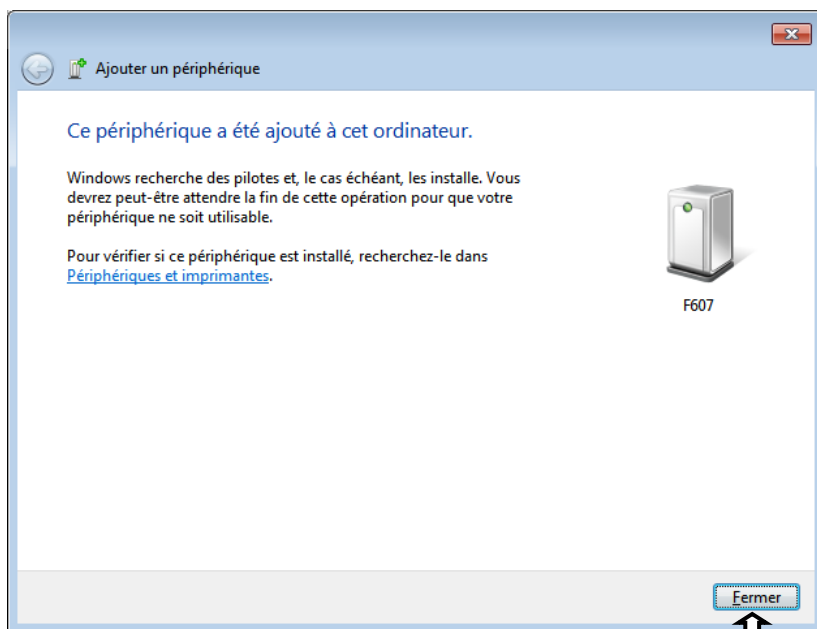 Ajouter un périphérique
Ce périphérique a été ajouté à cet ordinateur.
Windows recherche des pilotes et, le cas échéant, les installe. Vous
devrez peut-être attendre la fin de cette opération pour que votre
périphérique ne soit utilisable.
Pour vérifier si ce périphérique est installé, recherchez-le dans
Périphériques et imprimantes.
F607
Fermer